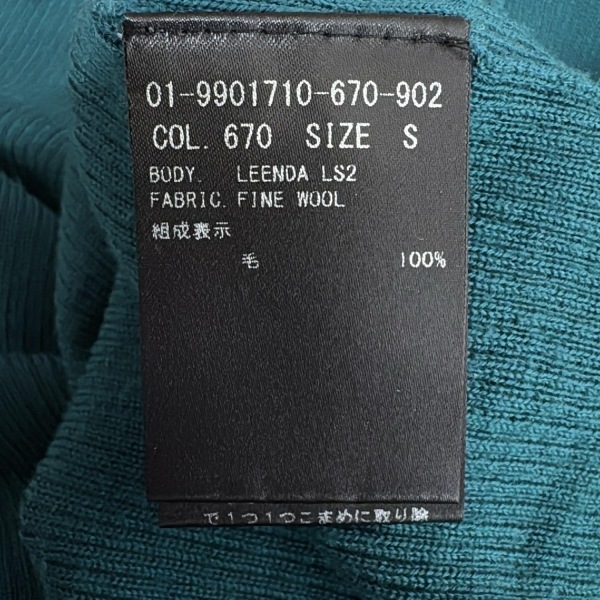 01-9901710-670-902
COL. 670 SIZE S
BODY. LEENDA LS2
FABRIC. FINE WOOL
組成表示
毛 100%
で1つ1つこまめに取り除